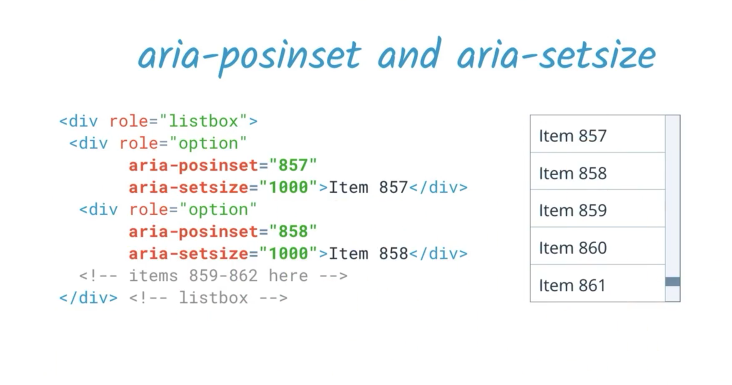 aria-posinset and aria-setsize
<div role="listbox">
<div role="option"
aria-posinset="857"
aria-setsize="1000">Item 857</div>
<div role="option"
aria-posinset="858"
aria-setsize="1000">Item 858</div>
<!-- items 859-862 here -->
</div> <!-- listbox -->
Item 857
Item 858
Item 859
Item 860
Item 861